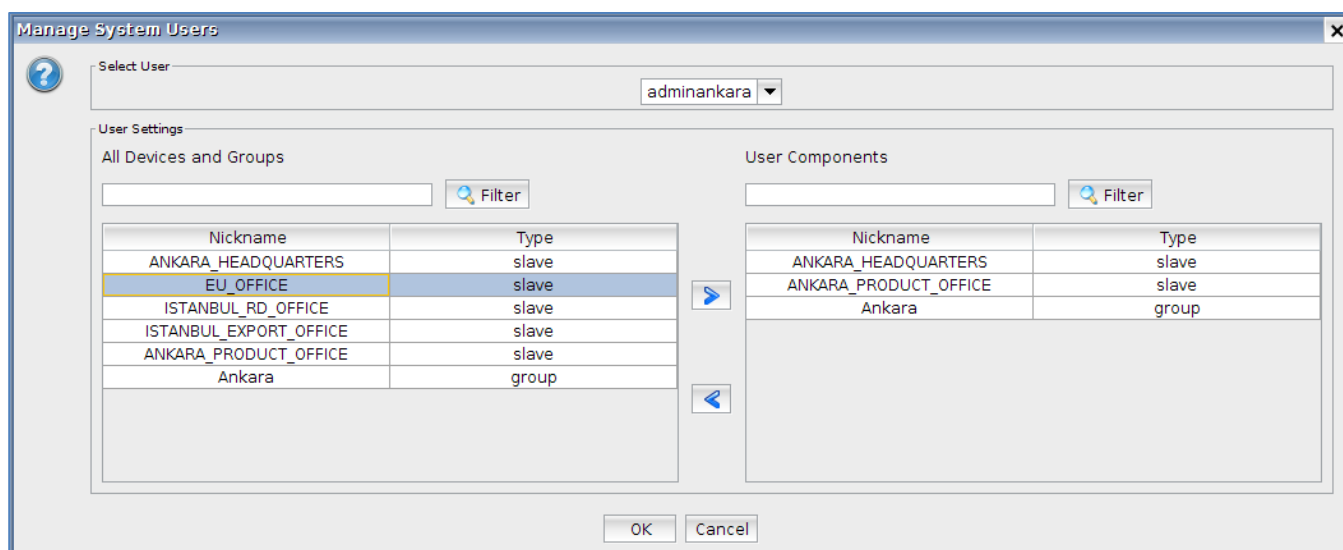 Manage System Users
Select User
adminankara
User Settings
All Devices and Groups
Filter
Nickname Type
ANKARA_HEADQUARTERS slave
EU_OFFICE slave
ISTANBUL_RD_OFFICE slave
ISTANBUL_EXPORT_OFFICE slave
ANKARA_PRODUCT_OFFICE slave
Ankara group
User Components
Filter
Nickname Type
ANKARA_HEADQUARTERS slave
ANKARA_PRODUCT_OFFICE slave
Ankara group
OK Cancel